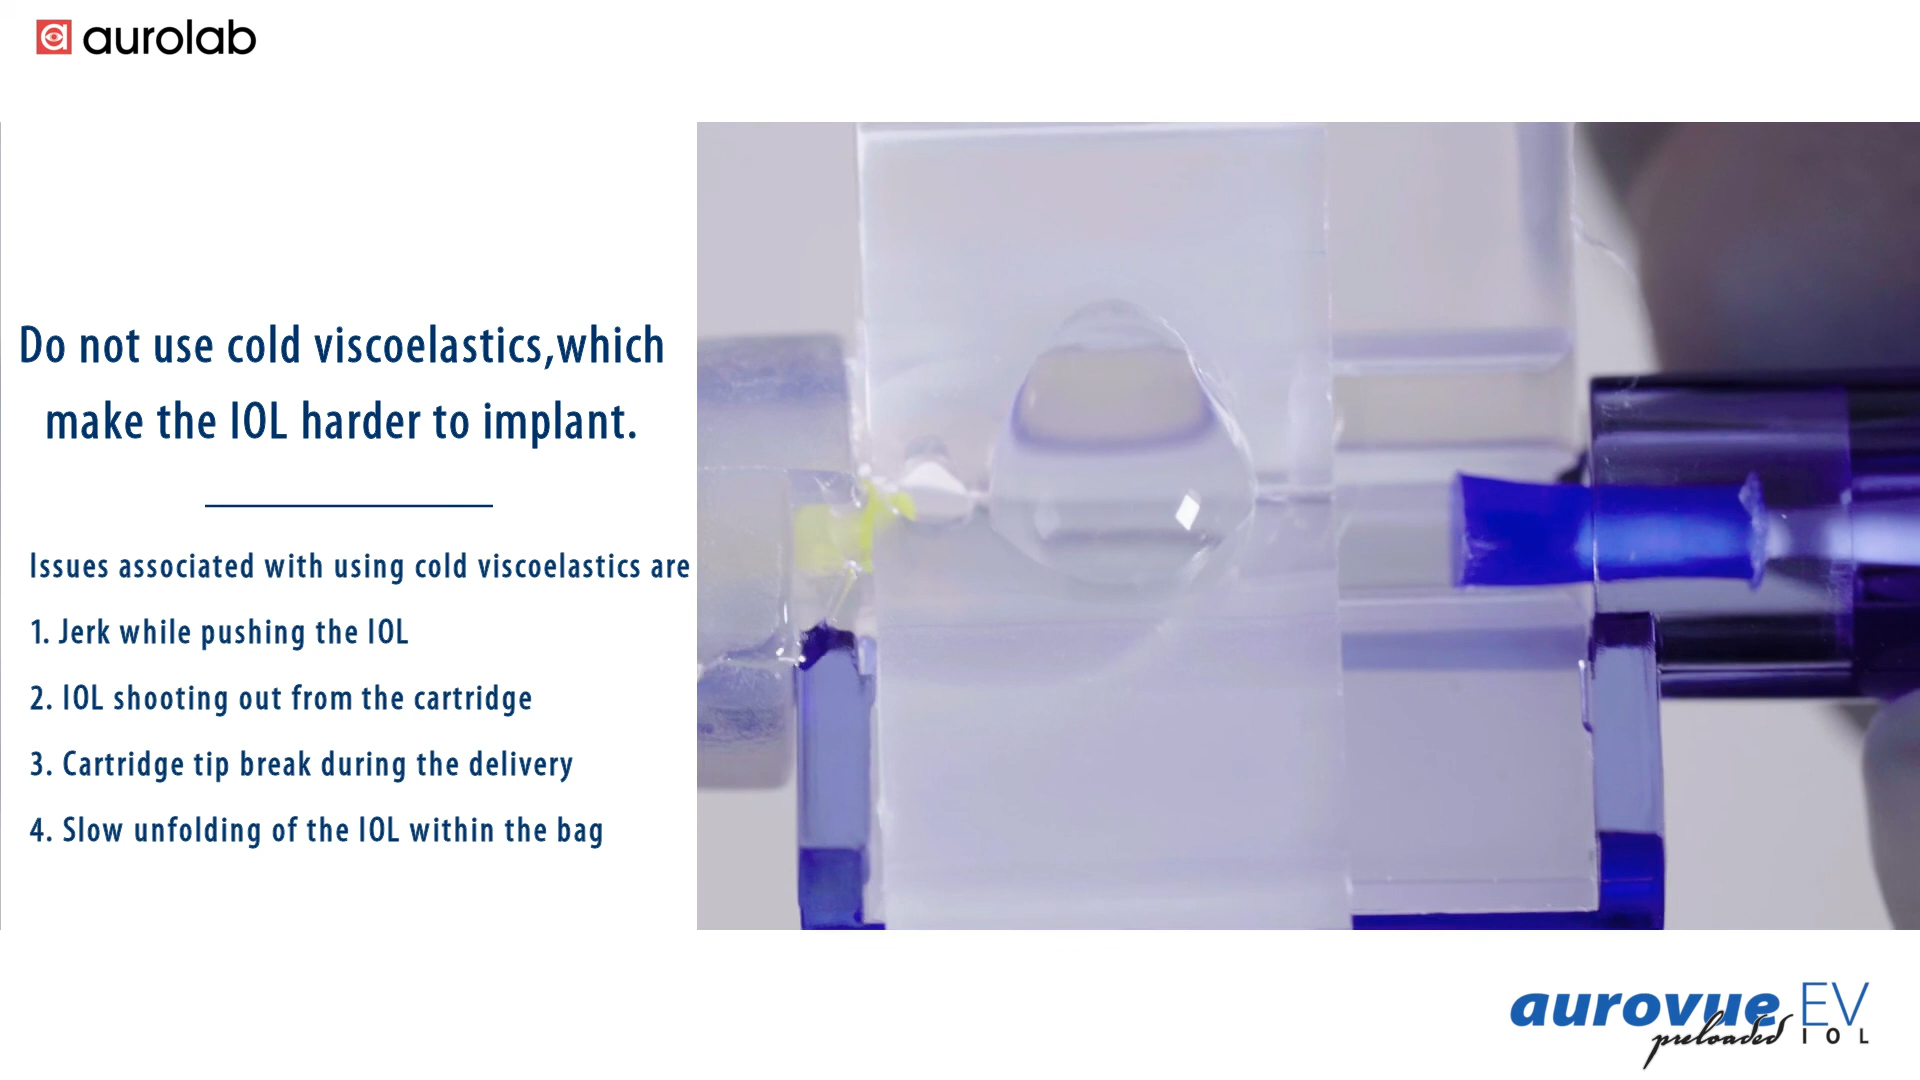 aurolab
Do not use cold viscoelastics,which
make the IOL harder to implant.
Issues associated with using cold viscoelastics are
1. Jerk while pushing the IOL
2. IOL shooting out from the cartridge
3. Cartridge tip break during the delivery
4. Slow unfolding of the IOL within the bag
aurovue EV
preloaded IOL